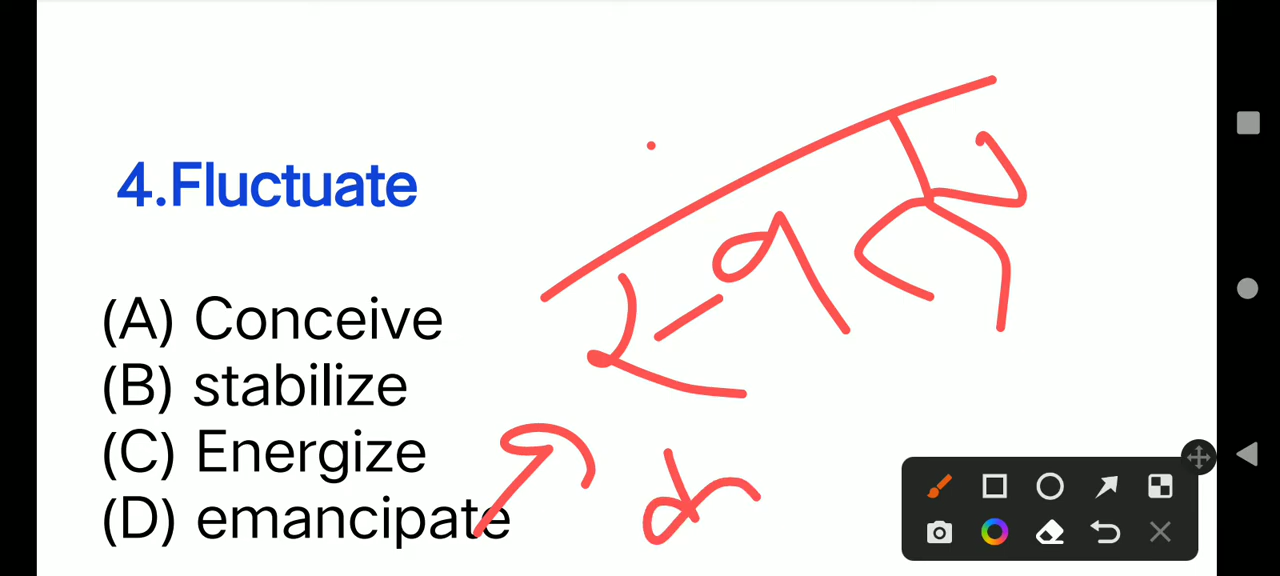 4.Fluctuate
(A) Conceive
(B) stabilize
(C) Energize
(D) emancipate